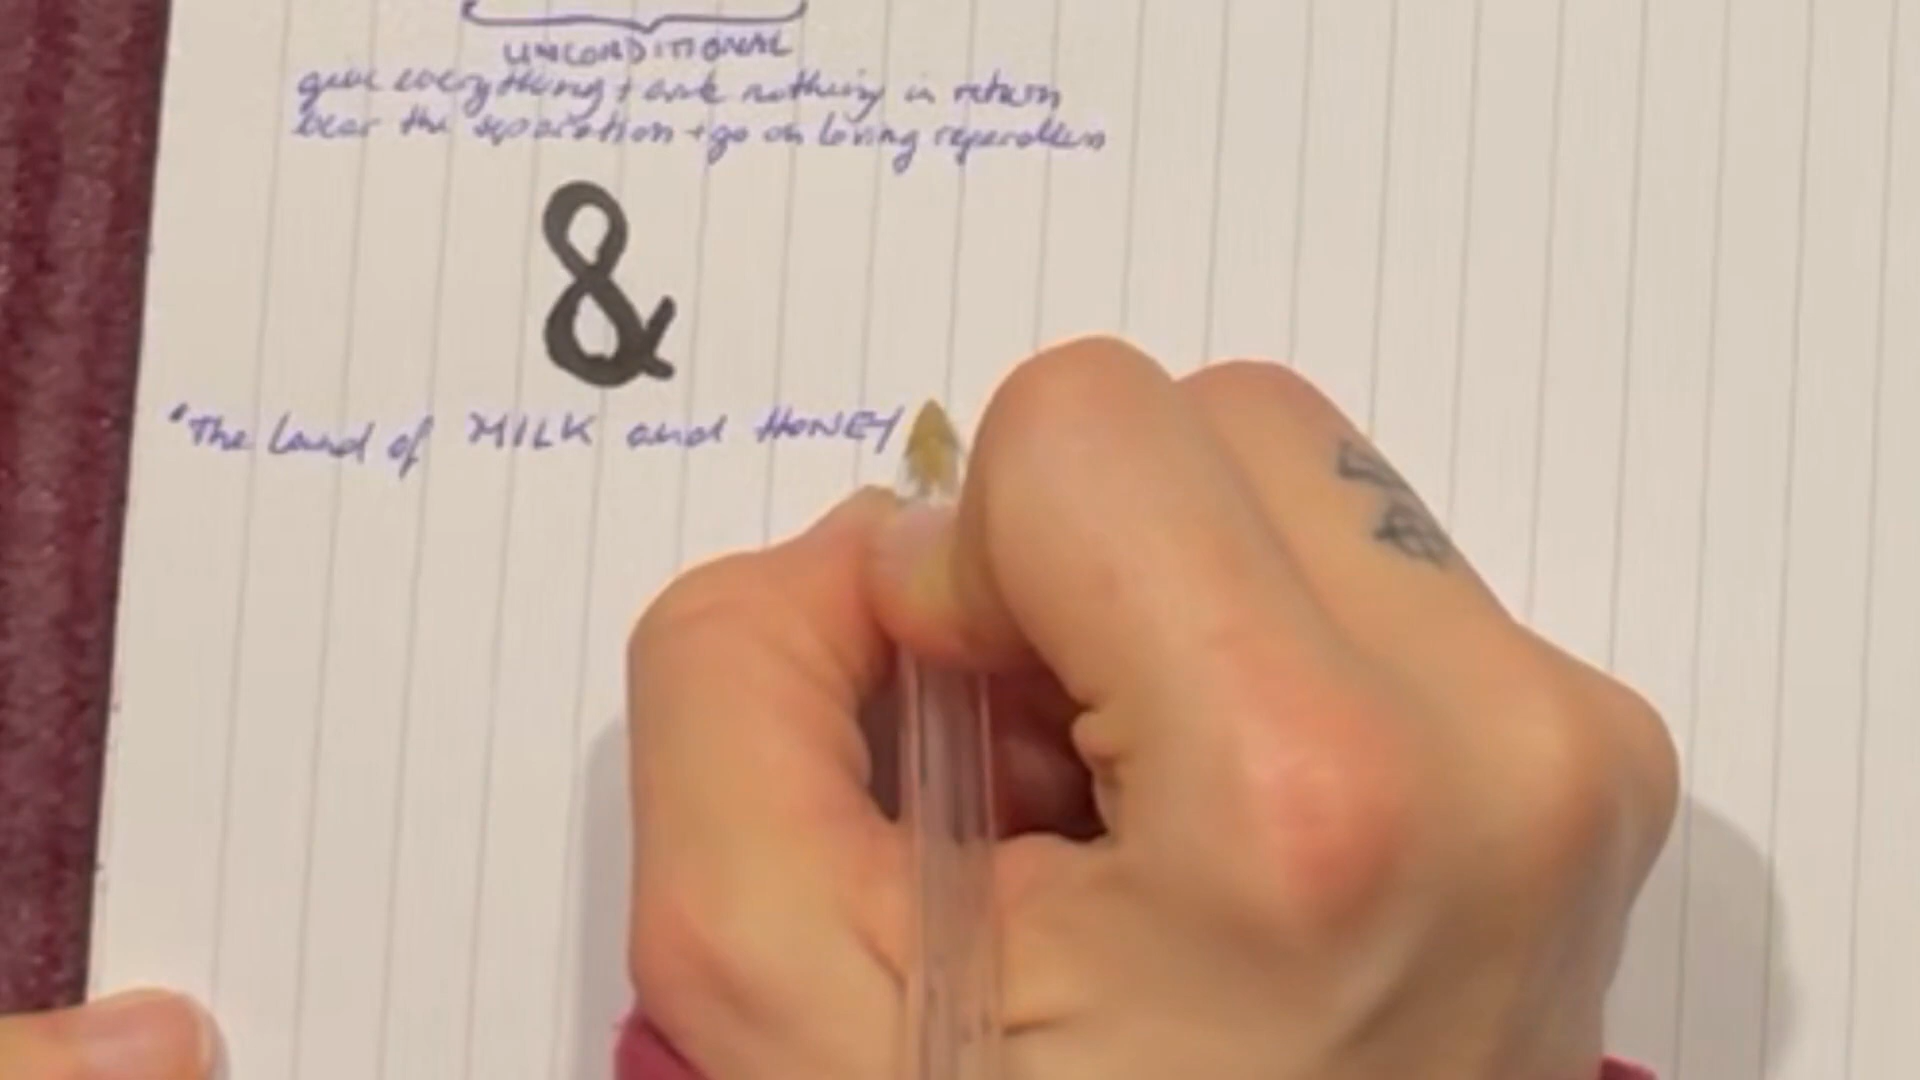 UNCONDITIONAL
give everything + ask nothing in return
bear the separation + go on loving regardless
&
"The Land of MILK and HONEY